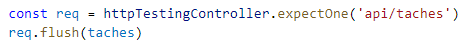 const req = httpTestingController.expectOne('api/taches')
req.flush(taches)